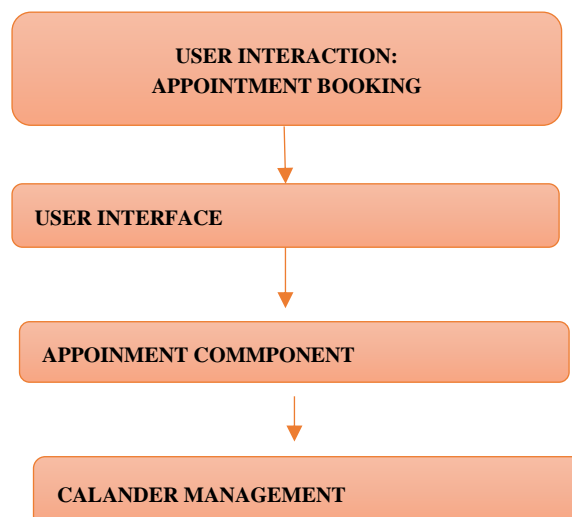 USER INTERACTION:
APPOINTMENT BOOKING
USER INTERFACE
APPOINMENT COMMPONENT
CALANDER MANAGEMENT